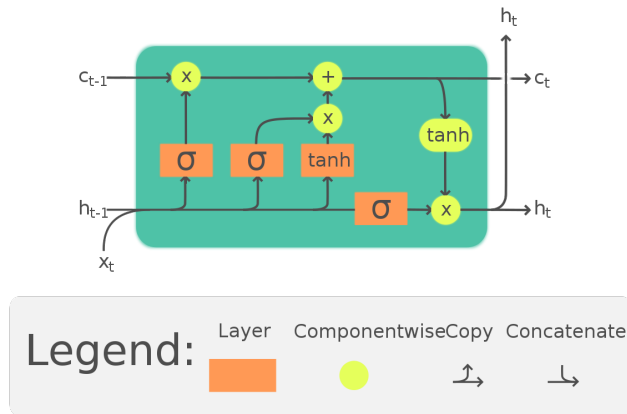 hₜ
cₜ₋₁ x + cₜ
x
tanh
σ σ tanh
hₜ₋₁ σ x hₜ
xₜ
Layer Componentwise Copy Concatenate
Legend: